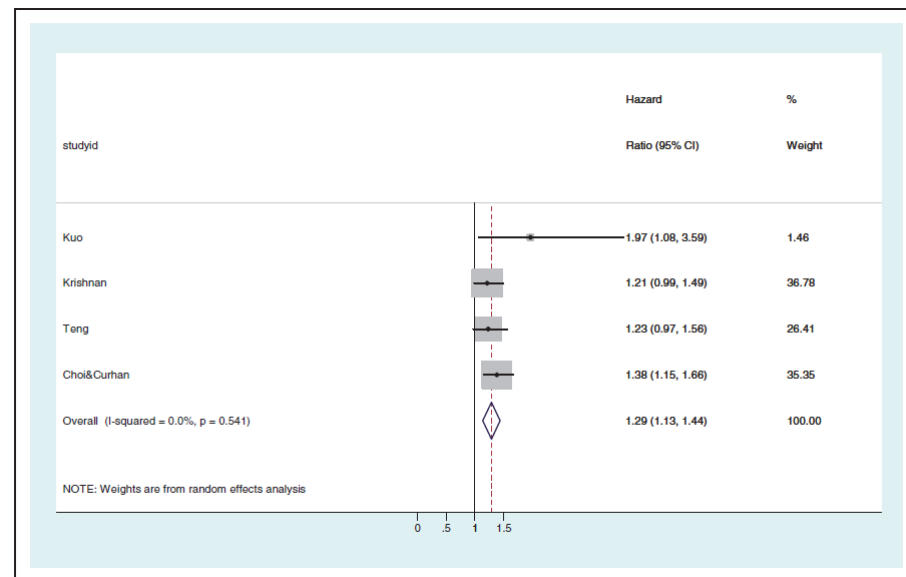 Hazard %
studyid Ratio (95% CI) Weight
Kuo 1.97 (1.08, 3.59) 1.46
Krishnan 1.21 (0.99, 1.49) 36.78
Teng 1.23 (0.97, 1.56) 26.41
Choi&Curhan 1.38 (1.15, 1.66) 35.35
Overall (I-squared = 0.0%, p = 0.541) 1.29 (1.13, 1.44) 100.00
NOTE: Weights are from random effects analysis
0 .5 1 1.5